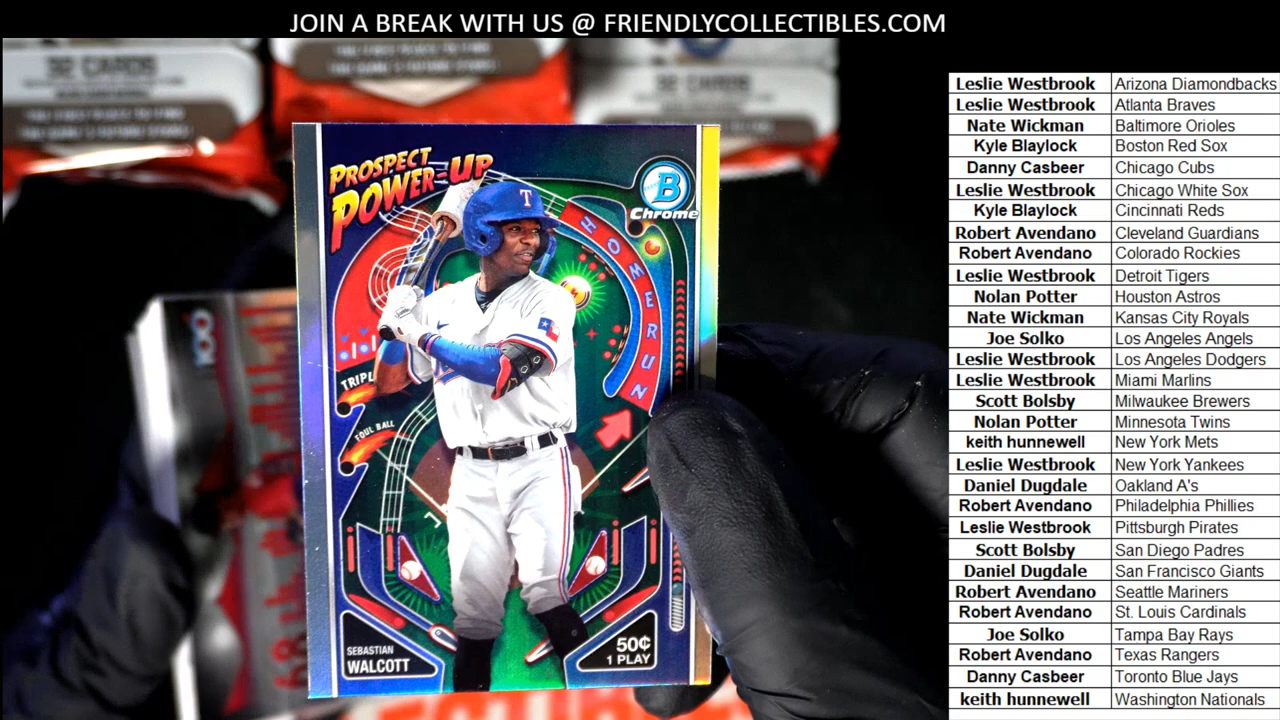 JOIN A BREAK WITH US @ FRIENDLYCOLLECTIBLES.COM
52 CARDS
52 CARDS
PROSPECT
POWER-UP
B
Chrome
T
HOME RUN
TRIPL
FOUL BALL
SEBASTIAN
WALCOTT
50¢
1 PLAY
Leslie Westbrook Arizona Diamondbacks
Leslie Westbrook Atlanta Braves
Nate Wickman Baltimore Orioles
Kyle Blaylock Boston Red Sox
Danny Casbeer Chicago Cubs
Leslie Westbrook Chicago White Sox
Kyle Blaylock Cincinnati Reds
Robert Avendano Cleveland Guardians
Robert Avendano Colorado Rockies
Leslie Westbrook Detroit Tigers
Nolan Potter Houston Astros
Nate Wickman Kansas City Royals
Joe Solko Los Angeles Angels
Leslie Westbrook Los Angeles Dodgers
Leslie Westbrook Miami Marlins
Scott Bolsby Milwaukee Brewers
Nolan Potter Minnesota Twins
keith hunnewell New York Mets
Leslie Westbrook New York Yankees
Daniel Dugdale Oakland A's
Robert Avendano Philadelphia Phillies
Leslie Westbrook Pittsburgh Pirates
Scott Bolsby San Diego Padres
Daniel Dugdale San Francisco Giants
Robert Avendano Seattle Mariners
Robert Avendano St. Louis Cardinals
Joe Solko Tampa Bay Rays
Robert Avendano Texas Rangers
Danny Casbeer Toronto Blue Jays
keith hunnewell Washington Nationals